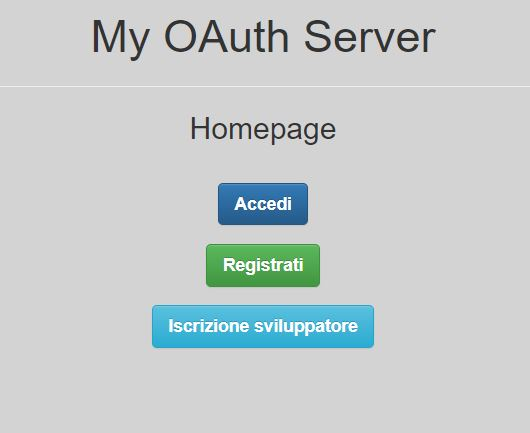 My OAuth Server
Homepage
Accedi
Registrati
Iscrizione sviluppatore